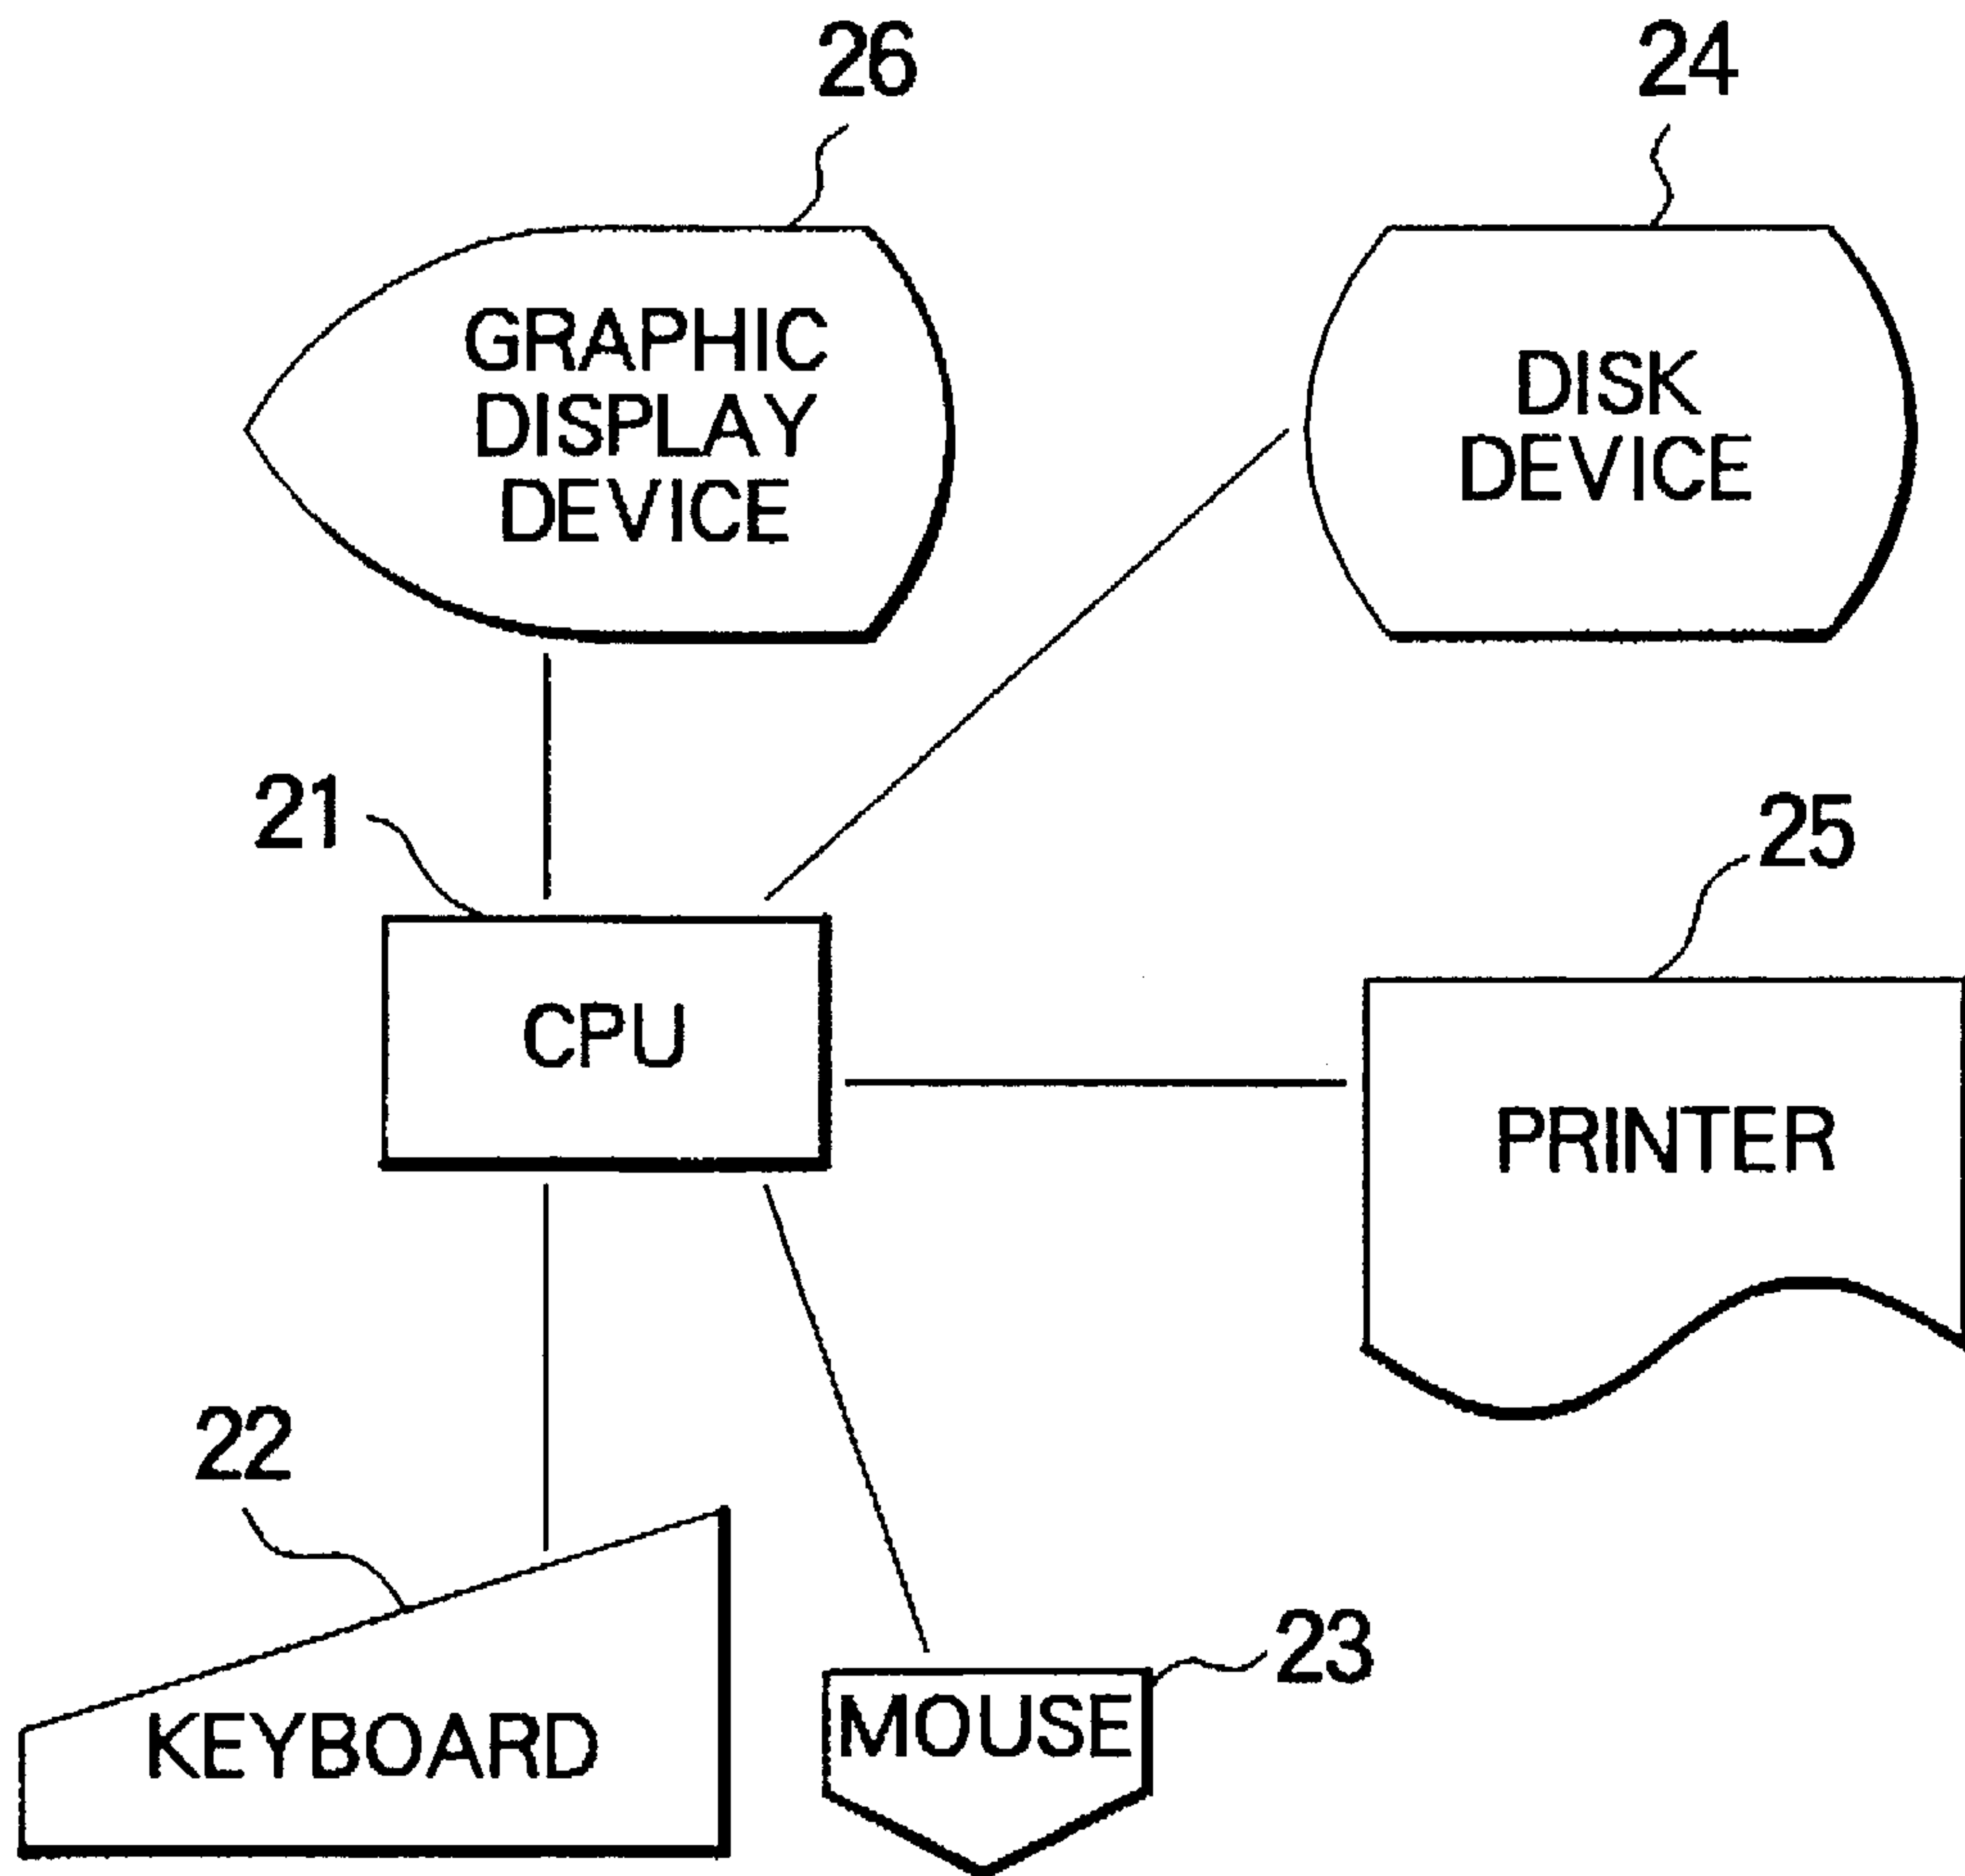 26
24
GRAPHIC
DISPLAY
DEVICE
DISK
DEVICE
21
25
CPU
PRINTER
22
KEYBOARD
23
MOUSE